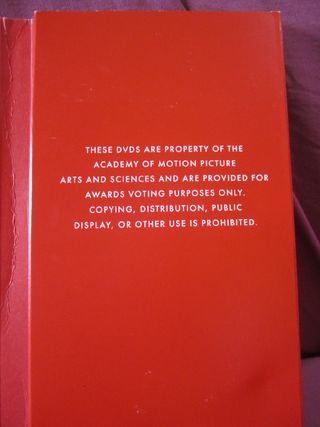 THESE DVDS ARE PROPERTY OF THE
ACADEMY OF MOTION PICTURE
ARTS AND SCIENCES AND ARE PROVIDED FOR
AWARDS VOTING PURPOSES ONLY.
COPYING, DISTRIBUTION, PUBLIC
DISPLAY, OR OTHER USE IS PROHIBITED.